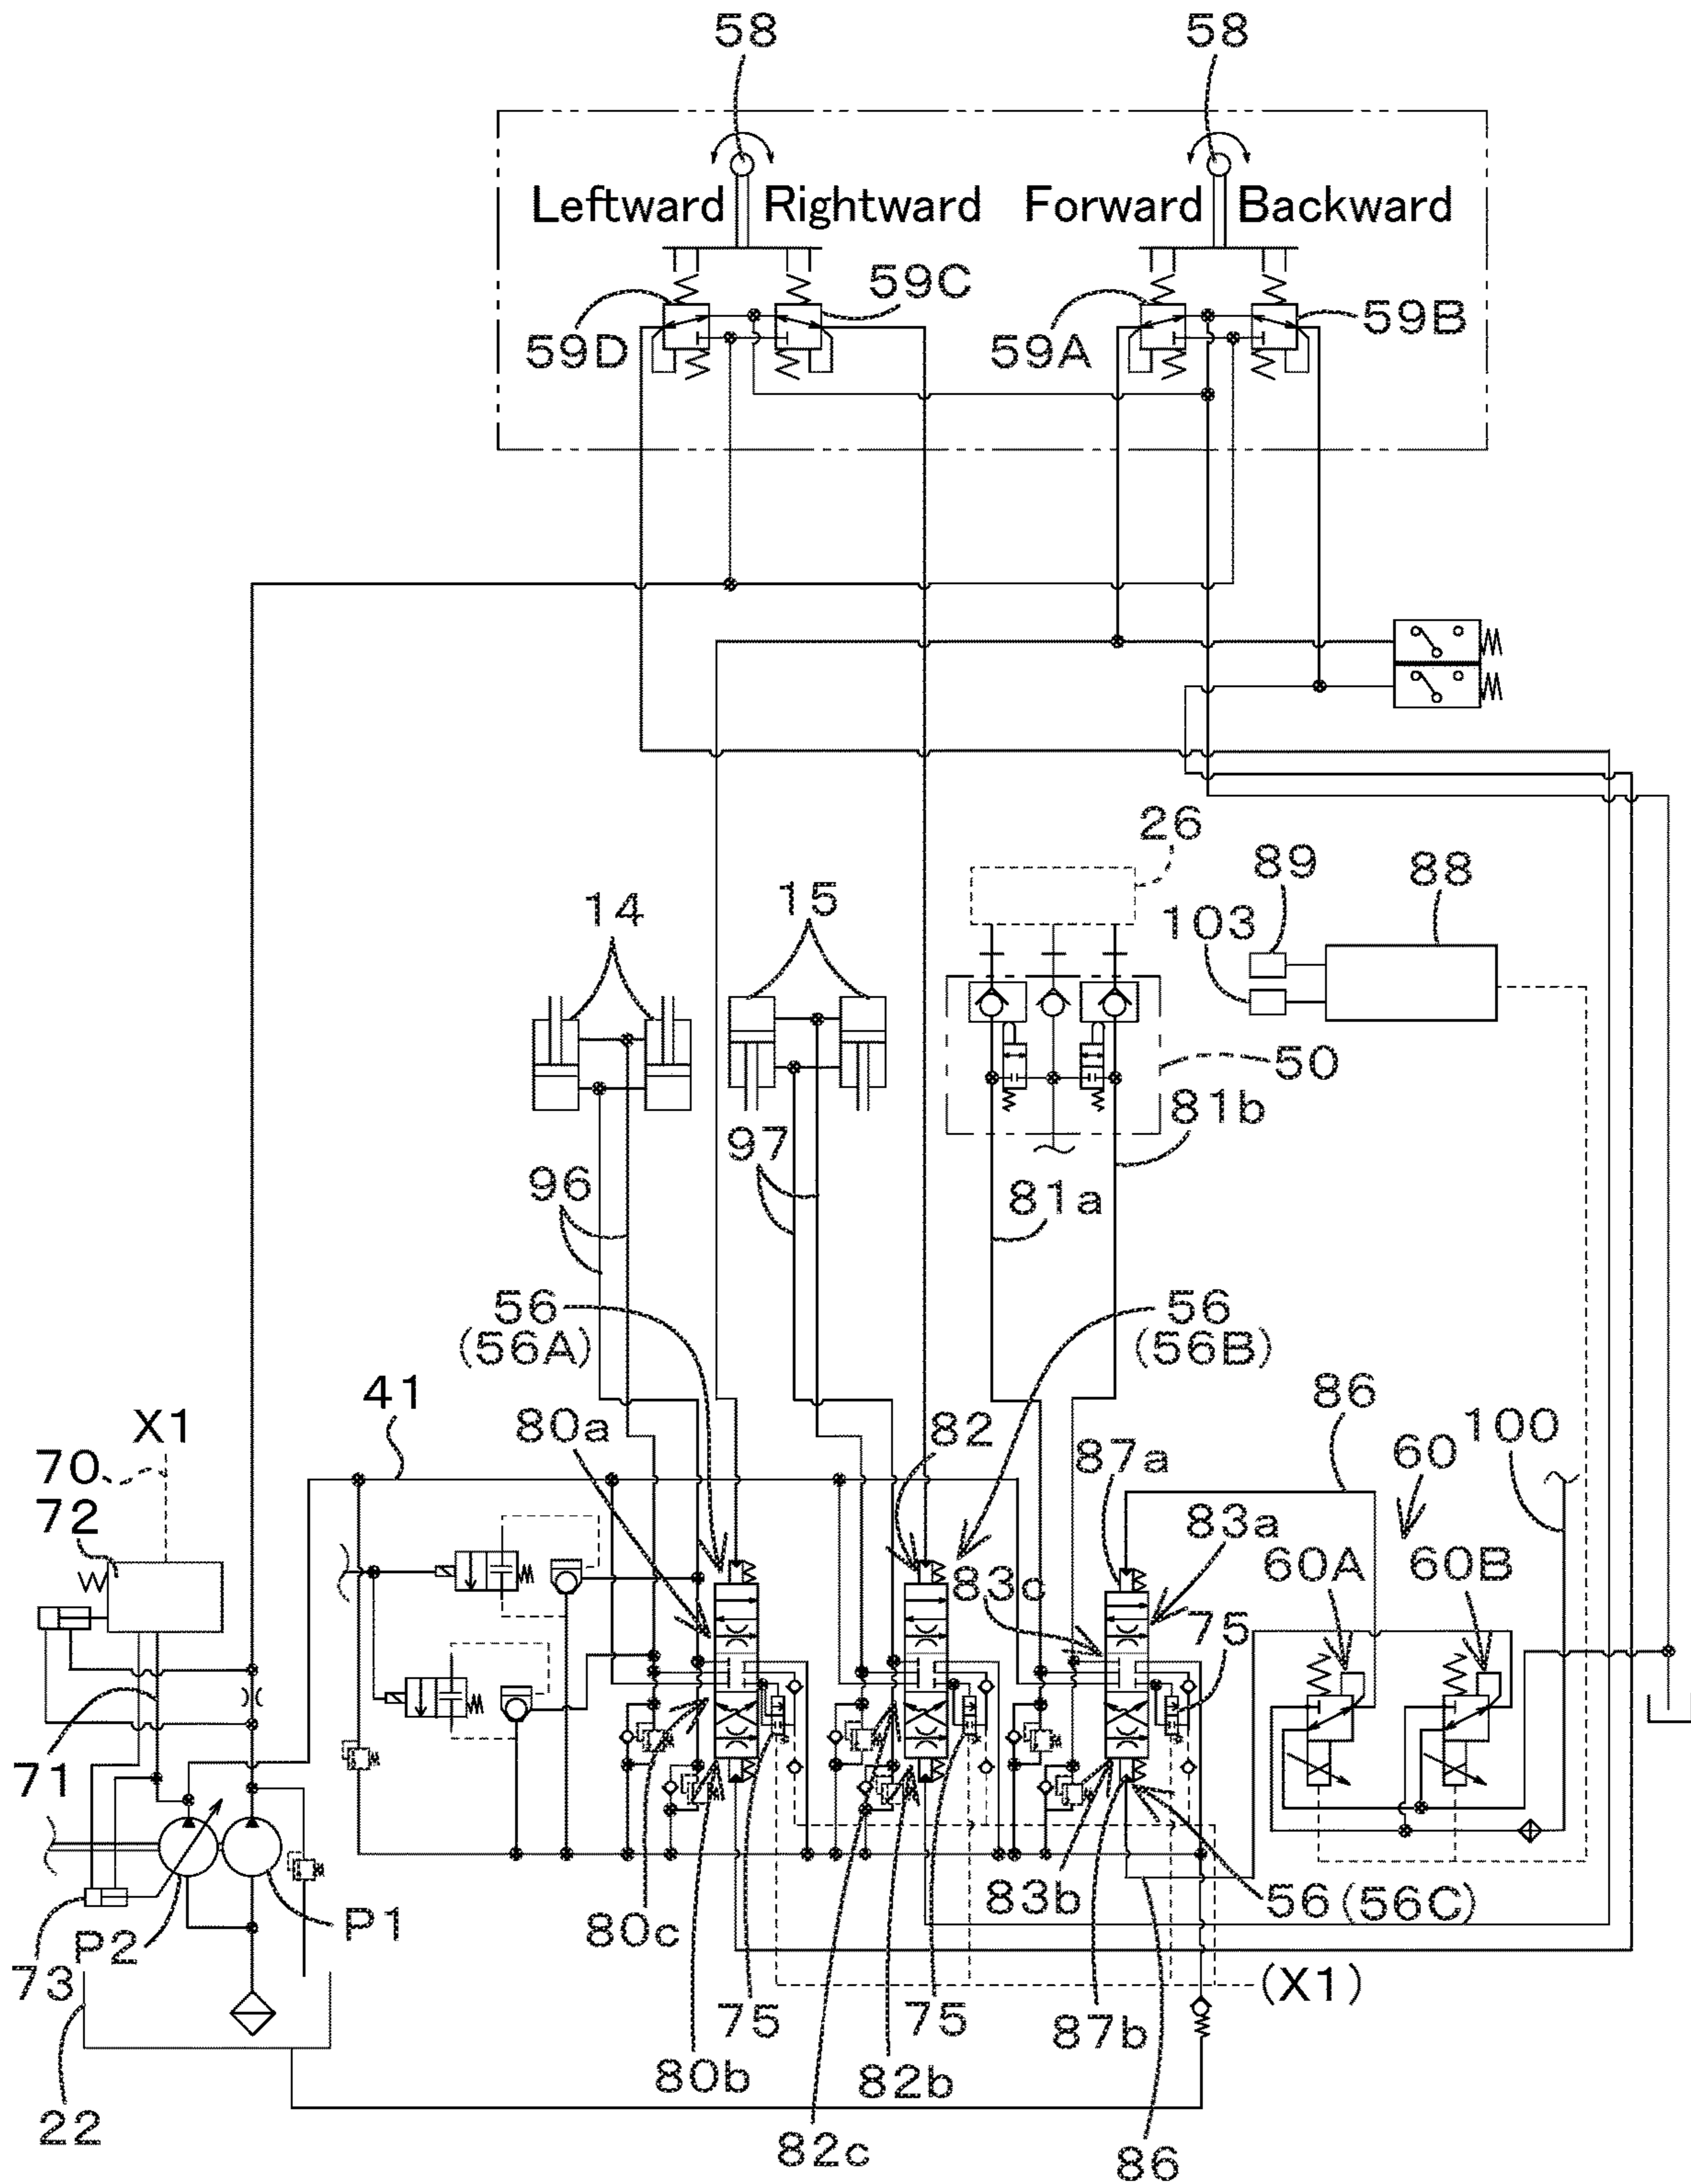 58 58
Leftward Rightward Forward Backward
59C
59D 59A 59B
26
89 88
14 15 103
50
81b
97
96 81a
56 56
(56A) (56B)
41 86
X1 80a 82 100
70 87a 60
72 83a
60A 60B
83c
75
71
83b 56(56C)
80c
P2 P1
73 (X1)
75 75 87b
80b 82b
22
82c 86